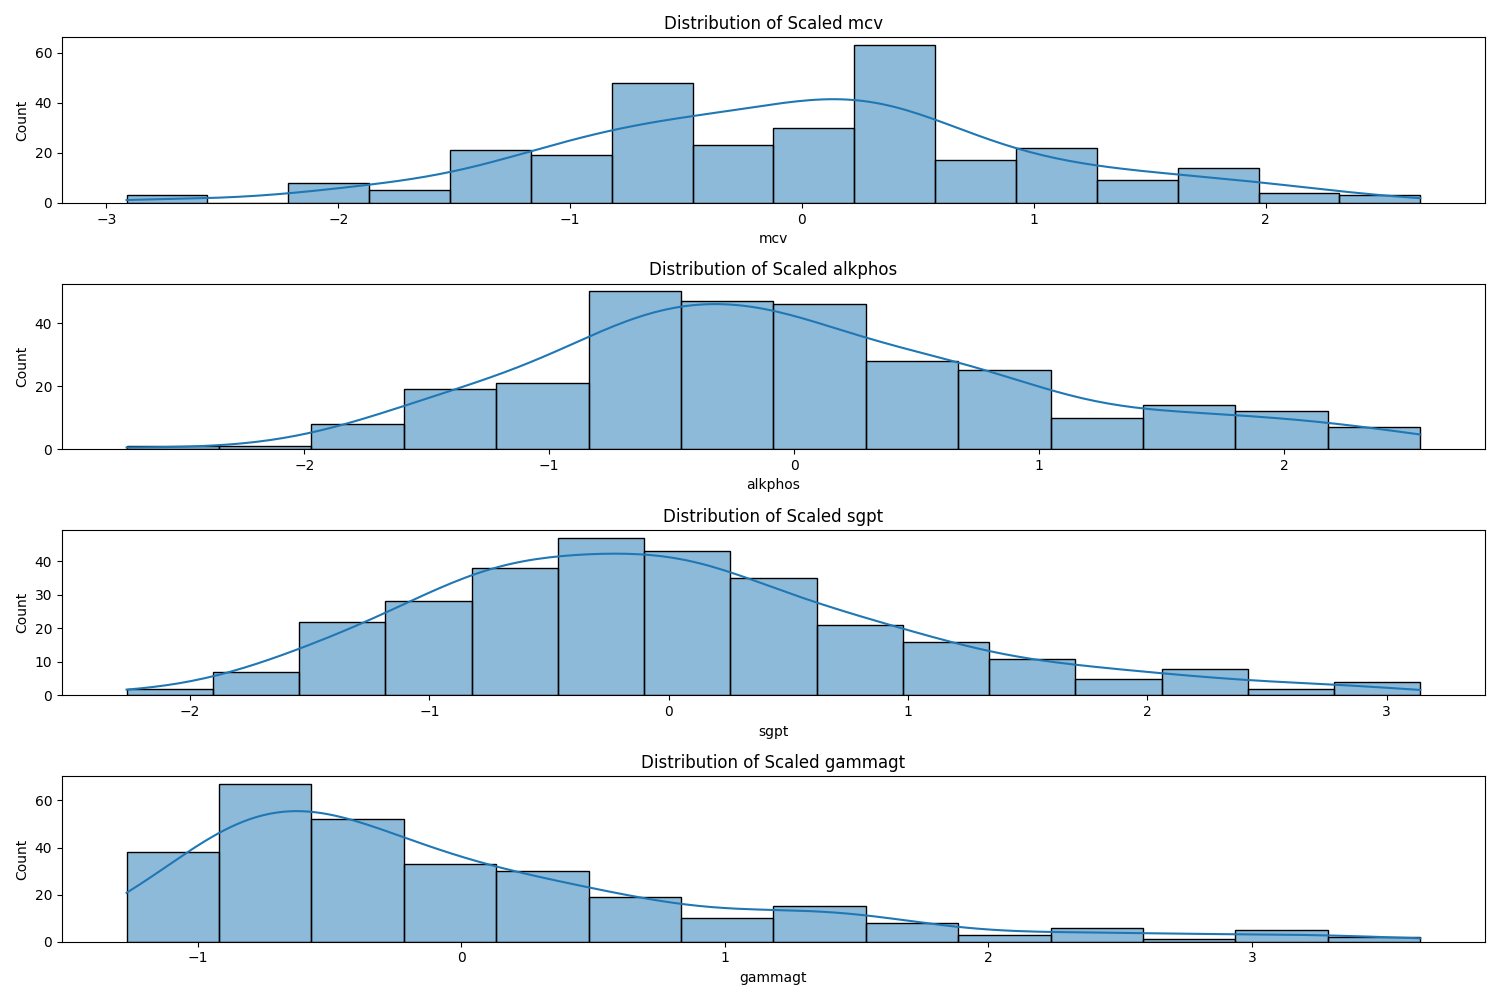 Distribution of Scaled mcv
60
40
20
0
Count
−3 −2 −1 0 1 2
mcv
Distribution of Scaled alkphos
40
20
0
Count
−2 −1 0 1 2
alkphos
Distribution of Scaled sgpt
40
30
20
10
0
Count
−2 −1 0 1 2 3
sgpt
Distribution of Scaled gammagt
60
40
20
0
Count
−1 0 1 2 3
gammagt